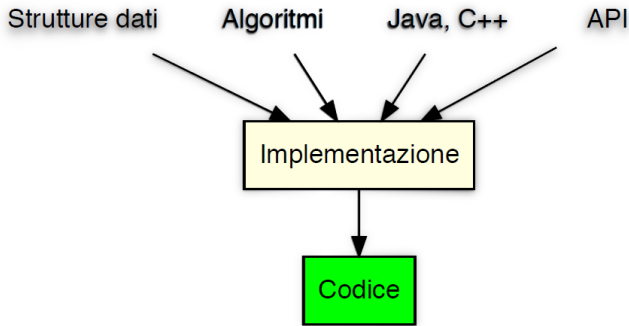 Strutture dati Algoritmi Java, C++ API
Implementazione
Codice